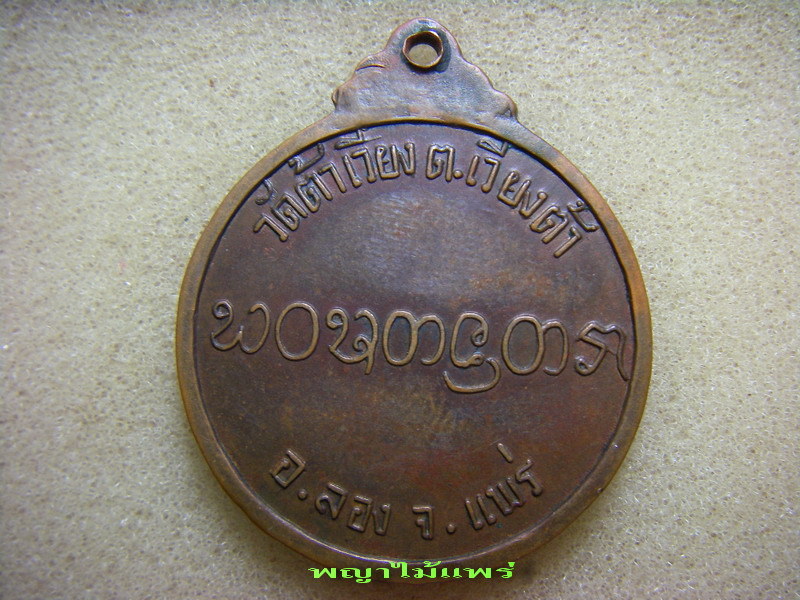 วัดต้าเวียง ต.เวียงต้า
อ.ลอง จ.แพร่
พญาไม้แพร่